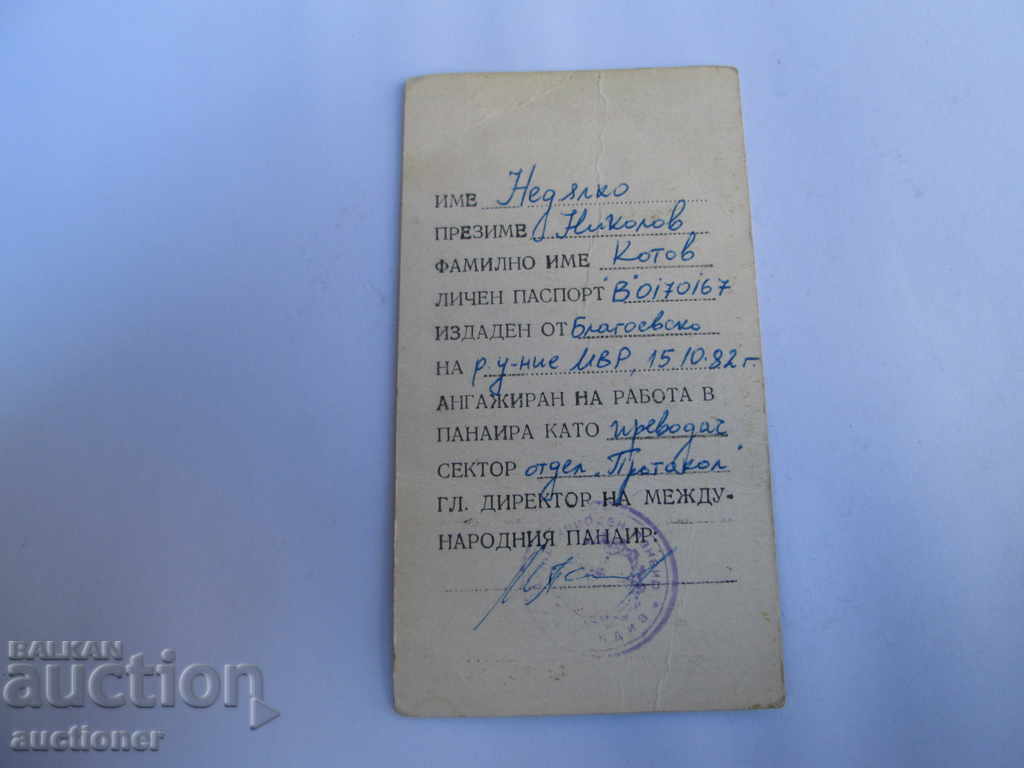 ИМЕ Недялко
ПРЕЗИМЕ Николов
ФАМИЛНО ИМЕ Котов
ЛИЧЕН ПАСПОРТ "В" 0170167
ИЗДАДЕН ОТ Благоевско
НА р. у-ние МВР, 15.10.82 г.
АНГАЖИРАН НА РАБОТА В
ПАНАИРА КАТО преводач
СЕКТОР отдел „Протакол"
ГЛ. ДИРЕКТОР НА МЕЖДУ-
НАРОДНИЯ ПАНАИР:
BALKAN
auction
auctioner